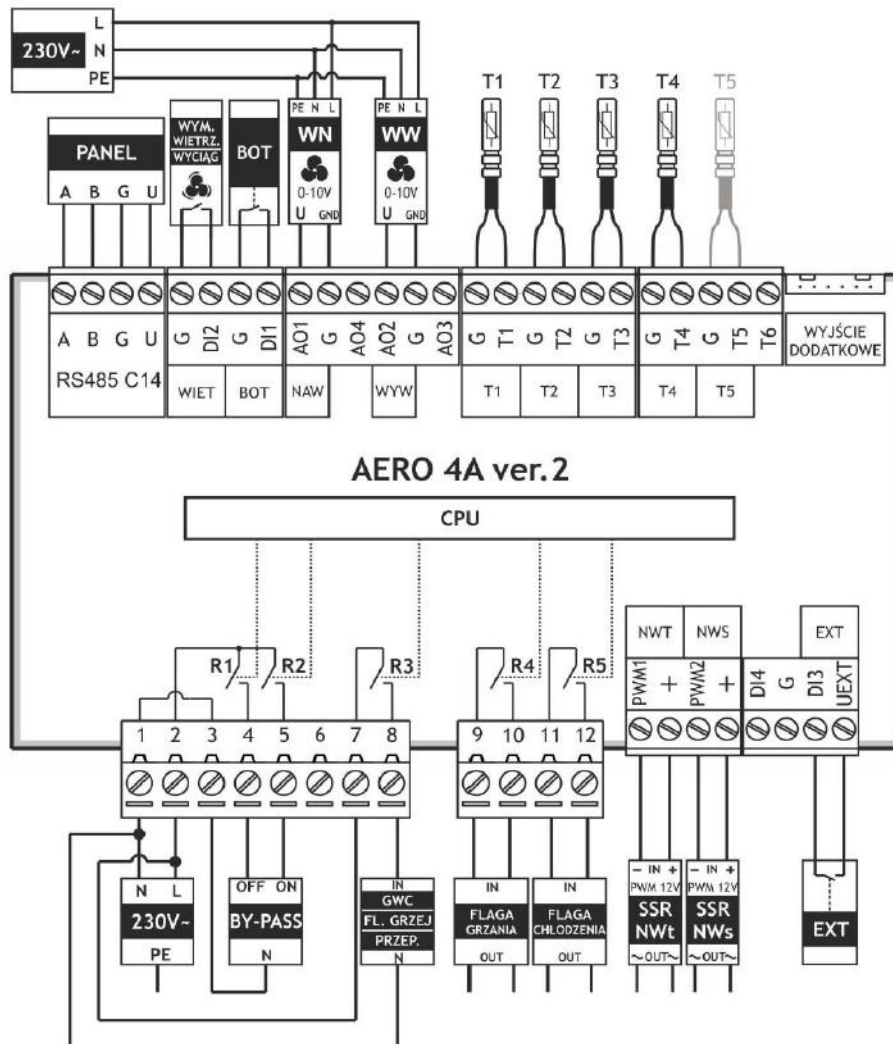 L
230V~ N
PE
T1 T2 T3 T4 T5
PE N L
PE N L
WYM.
WIETRZ.
WYCIĄG
BOT
WN
WW
PANEL
0-10V
0-10V
A B G U
U GND
U GND
A B G U
G DI2 G DI1
AO1 G AO4 AO2 G AO3
G T1 G T2 G T3
G T4 G T5 T6
WYJŚCIE
DODATKOWE
RS485 C14
WIET BOT NAW WYW T1 T2 T3 T4 T5
AERO 4A ver.2
CPU
NWT NWS EXT
R1 R2 R3 R4 R5
PWM1 + PWM2 +
DI4 G DI3 UEXT
1 2 3 4 5 6 7 8
9 10 11 12
N L
230V~
PE
OFF ON
BY-PASS
N
IN
GWC
FL. GRZEJ
PRZEP.
N
IN
FLAGA
GRZANIA
OUT
IN
FLAGA
CHŁODZENIA
OUT
- IN +
PWM 12V
SSR
NWt
~OUT~
- IN +
PWM 12V
SSR
NWs
~OUT~
EXT